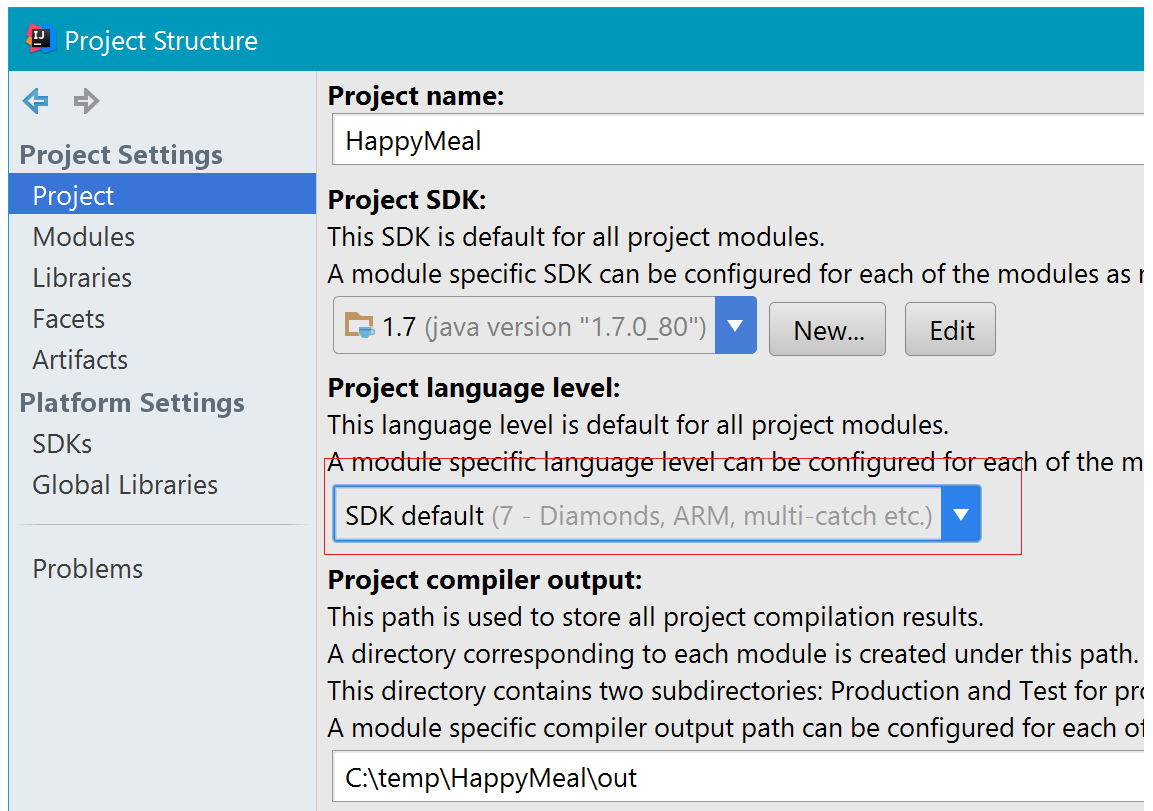 Project Structure
Project Settings
Project
Modules
Libraries
Facets
Artifacts
Platform Settings
SDKs
Global Libraries
Problems
Project name:
HappyMeal
Project SDK:
This SDK is default for all project modules.
A module specific SDK can be configured for each of the modules as
1.7 (java version "1.7.0_80")
New...
Edit
Project language level:
This language level is default for all project modules.
A module specific language level can be configured for each of the
SDK default (7 - Diamonds, ARM, multi-catch etc.)
Project compiler output:
This path is used to store all project compilation results.
A directory corresponding to each module is created under this path.
This directory contains two subdirectories: Production and Test for
A module specific compiler output path can be configured for each of
C:\temp\HappyMeal\out